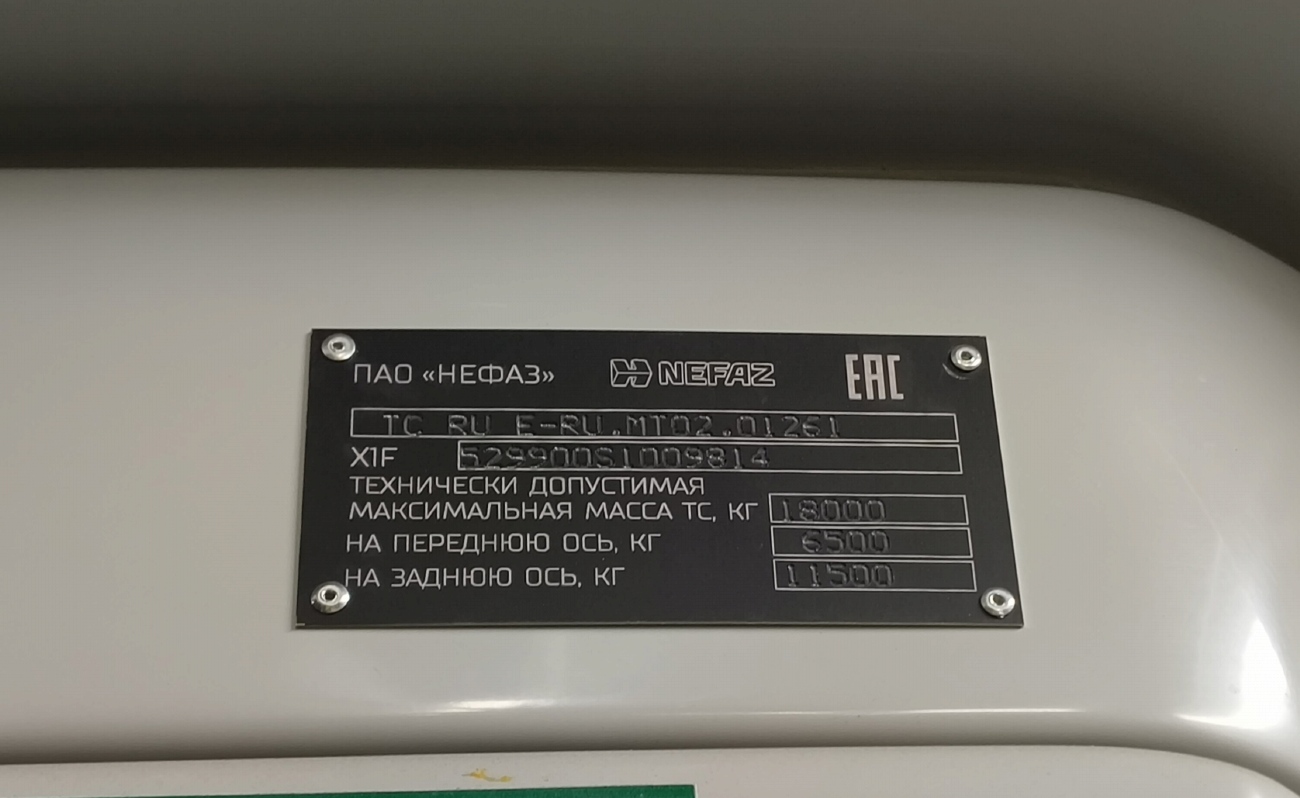 ПАО «НЕФАЗ» NEFAZ EAC
ТС RU E-RU.MT02.01261
X1F 529900S1009814
ТЕХНИЧЕСКИ ДОПУСТИМАЯ
МАКСИМАЛЬНАЯ МАССА ТС, КГ 18000
НА ПЕРЕДНЮЮ ОСЬ, КГ 6500
НА ЗАДНЮЮ ОСЬ, КГ 11500